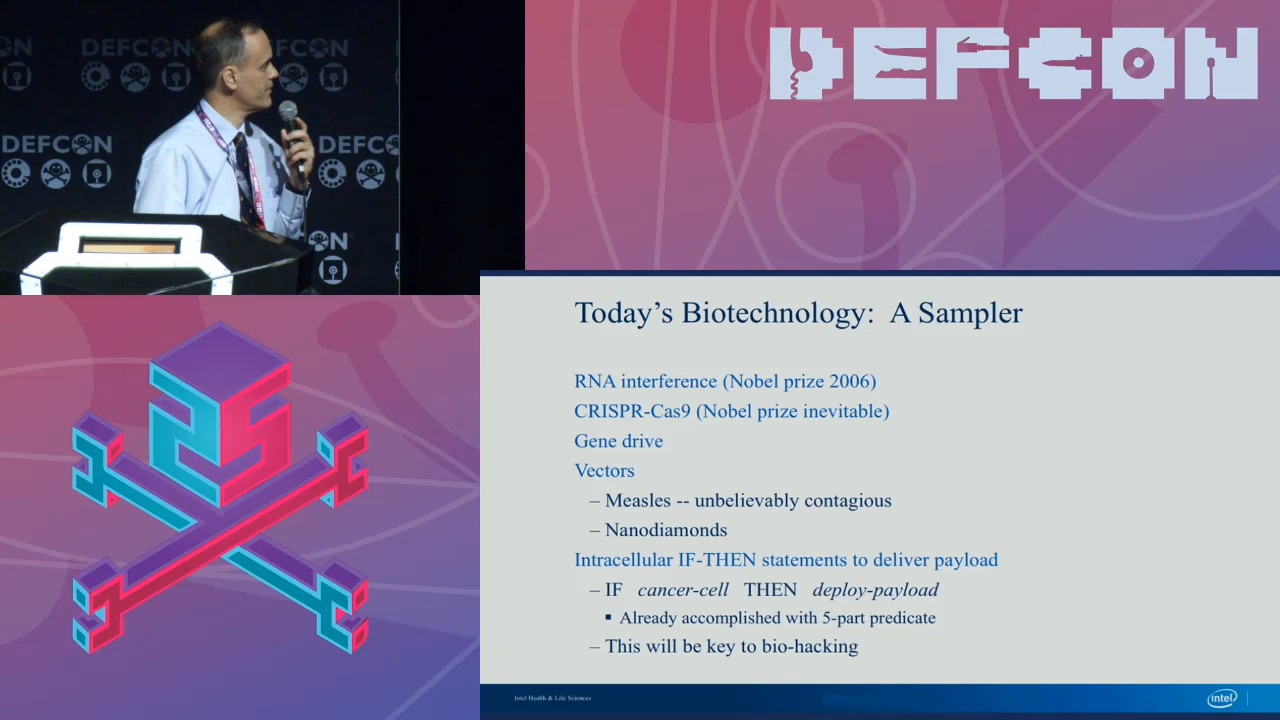 DEFCON
DEFCON
DEFCON
DEFCON
DEFCON
Today's Biotechnology:  A Sampler
RNA interference (Nobel prize 2006)
CRISPR-Cas9 (Nobel prize inevitable)
Gene drive
Vectors
– Measles -- unbelievably contagious
– Nanodiamonds
Intracellular IF-THEN statements to deliver payload
– IF   cancer-cell   THEN   deploy-payload
▪ Already accomplished with 5-part predicate
– This will be key to bio-hacking
Intel Health & Life Sciences
intel